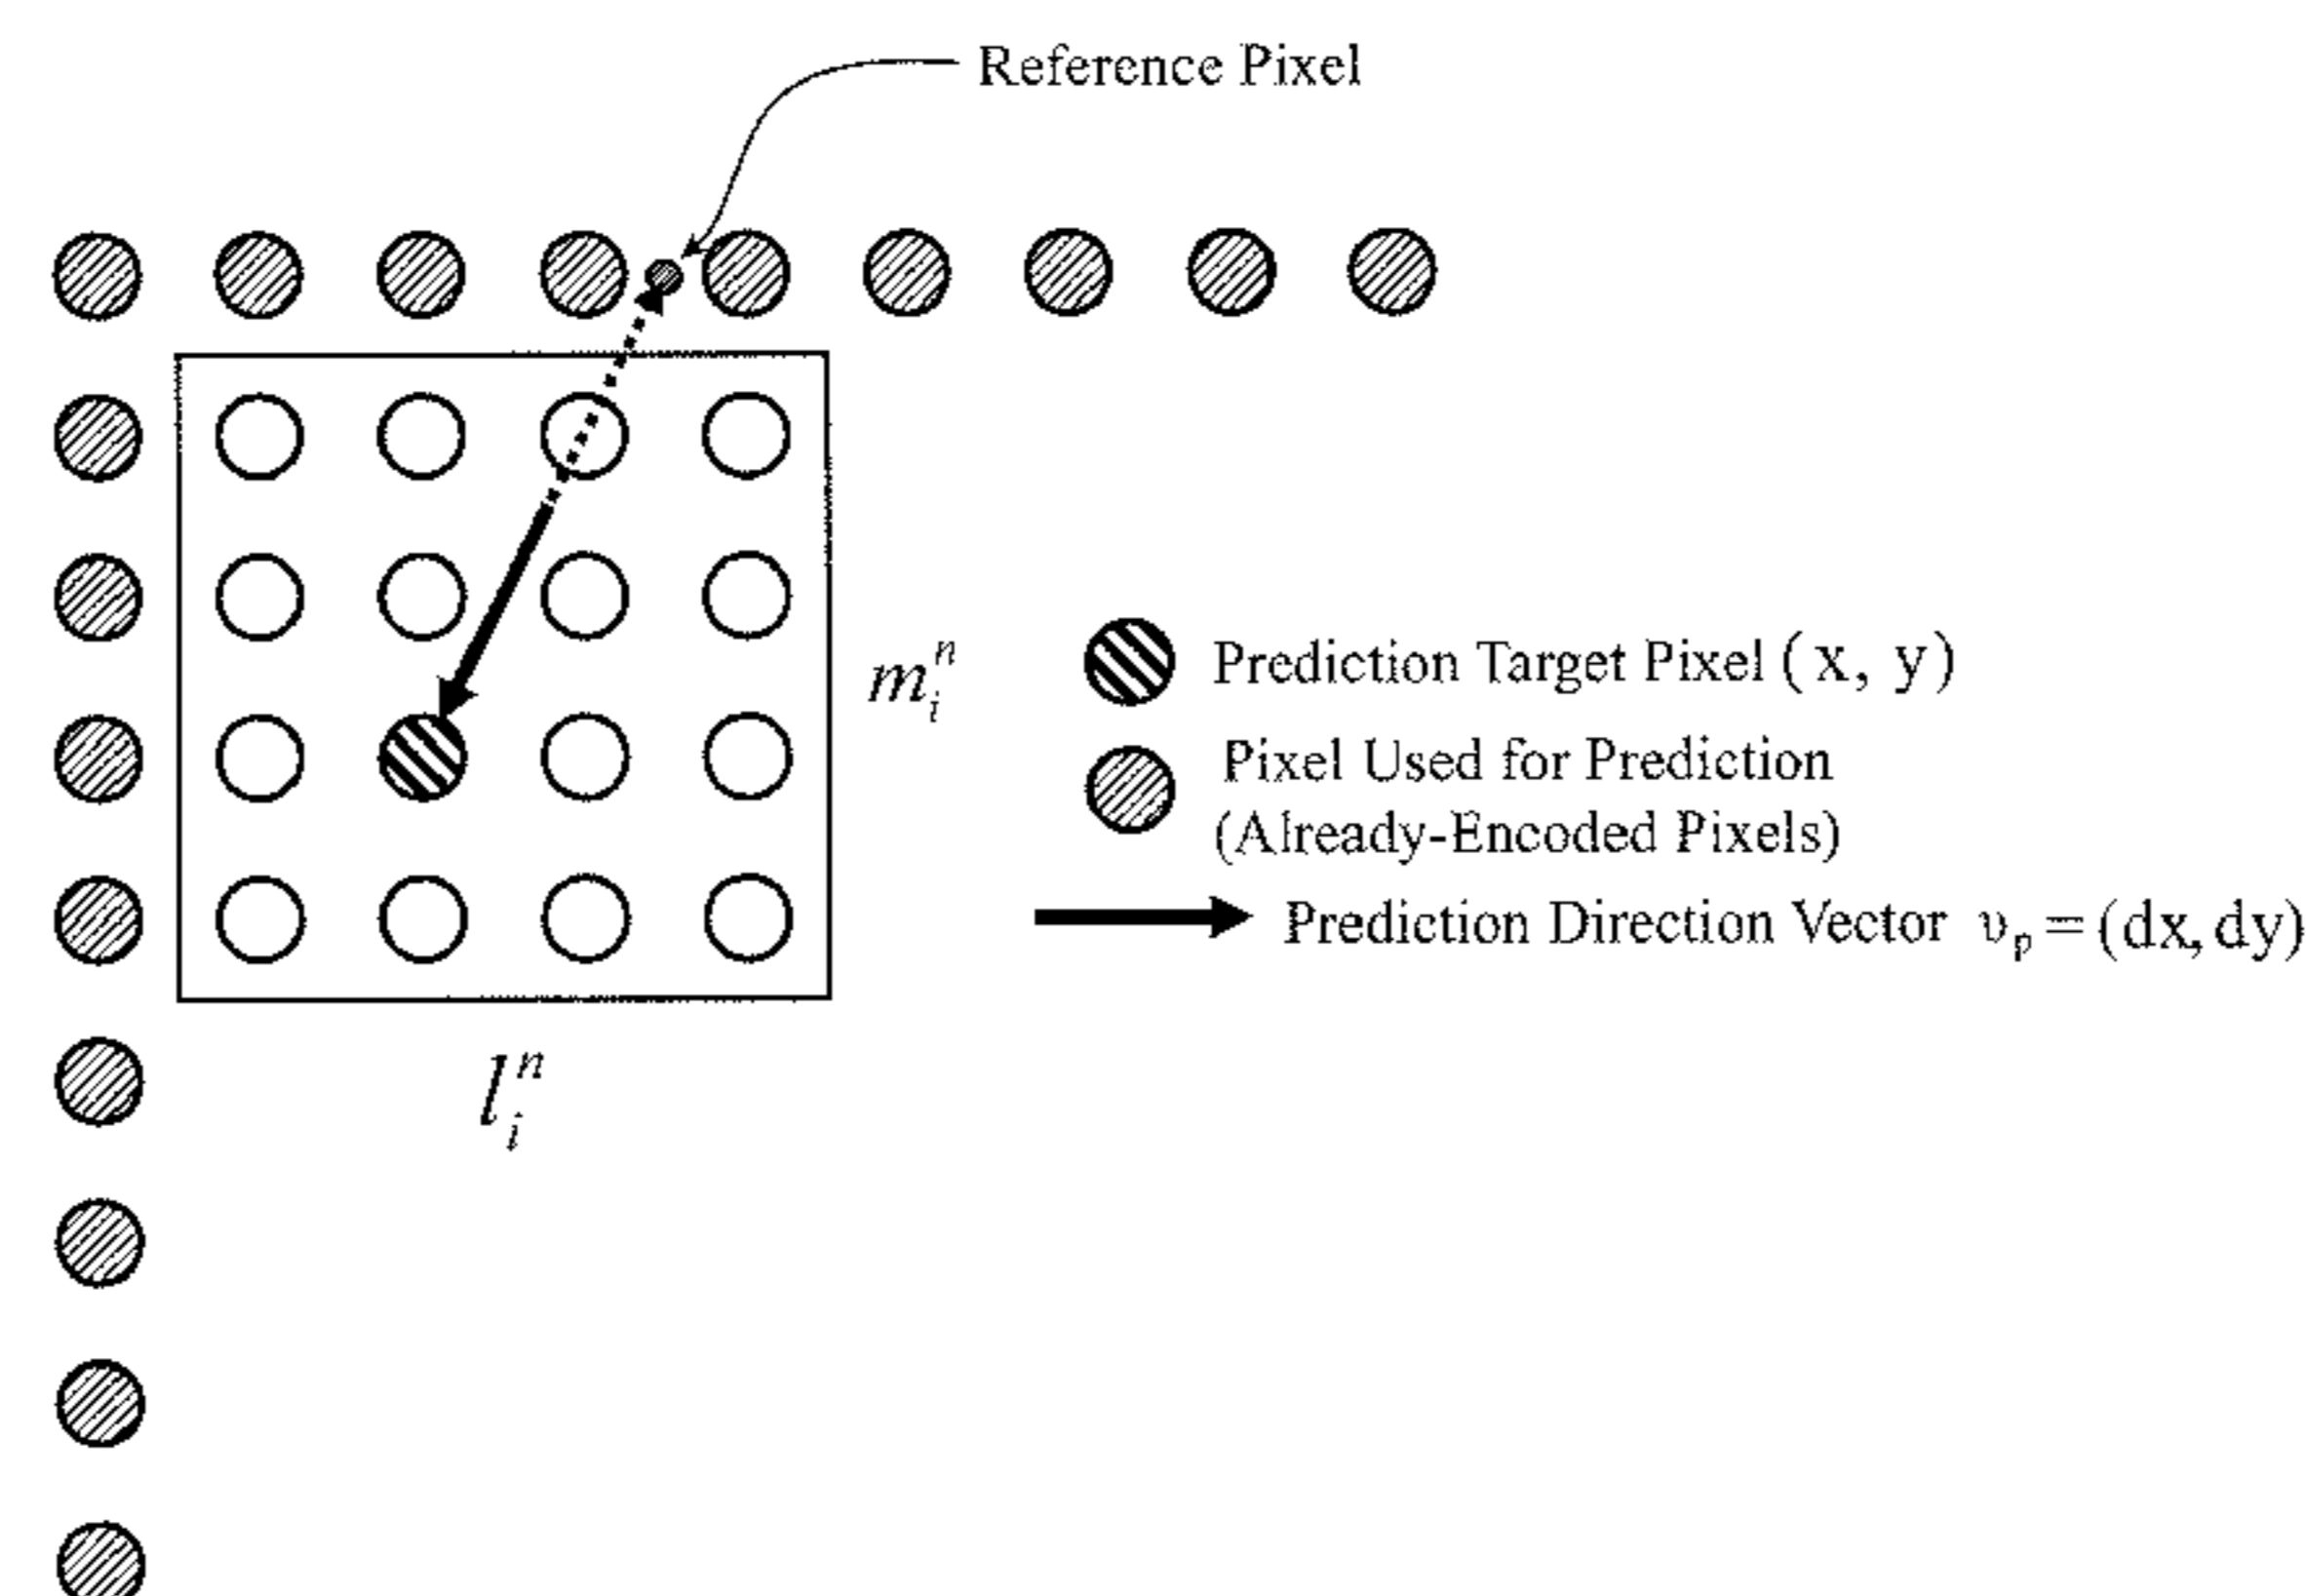 Reference Pixel
m_i^n
Prediction Target Pixel (x, y)
Pixel Used for Prediction
(Already-Encoded Pixels)
Prediction Direction Vector υ_p = (dx, dy)
l_i^n